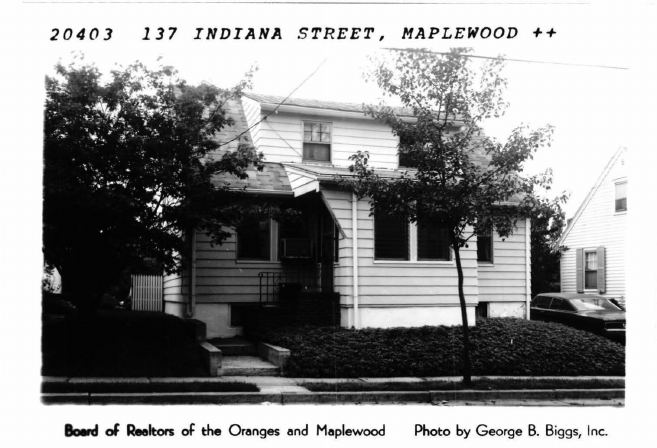 20403 137 INDIANA STREET, MAPLEWOOD ++
Board of Realtors of the Oranges and Maplewood Photo by George B. Biggs, Inc.